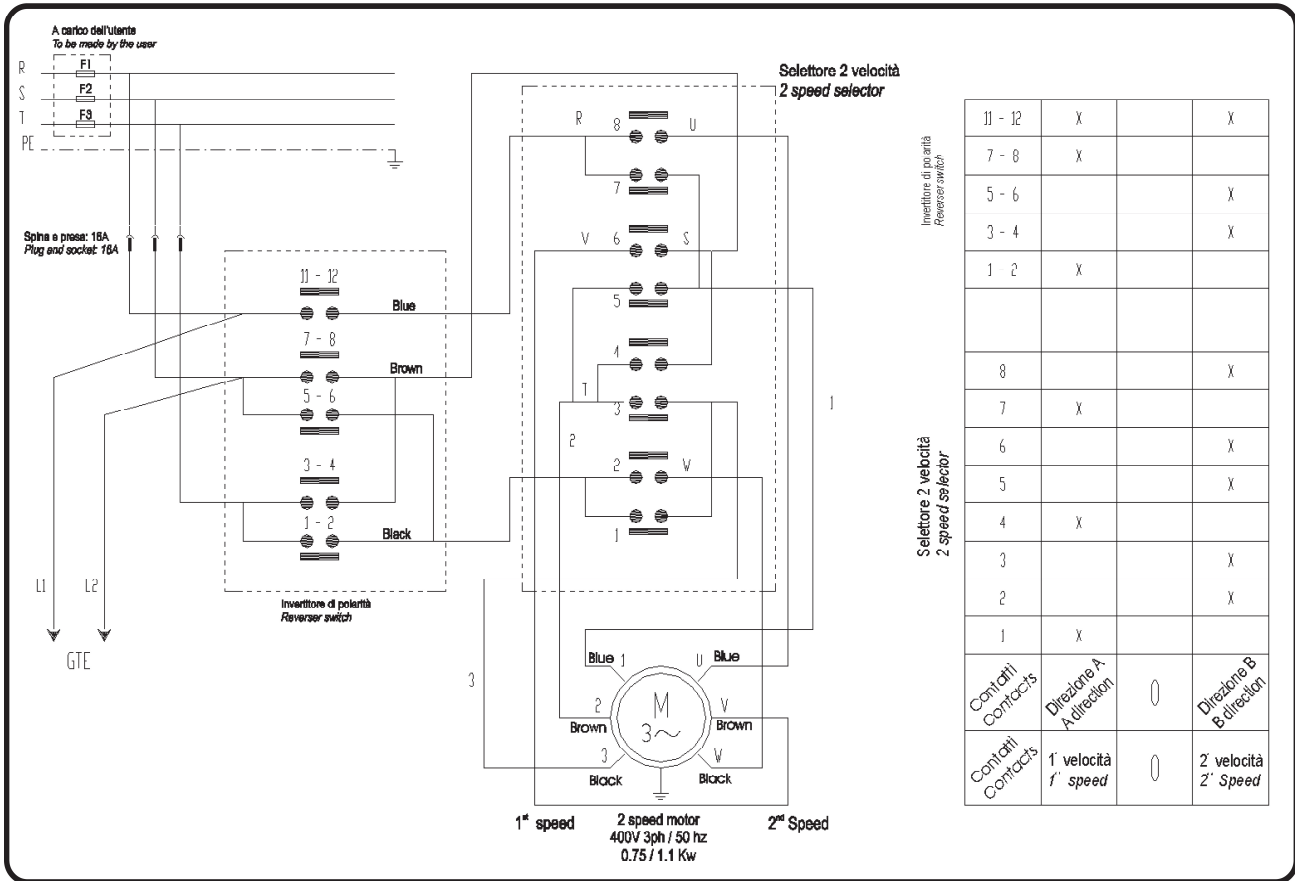 A carico dell'utente
To be made by the user
R
F1
S
F2
T
F3
PE
Spina e presa: 16A
Plug and socket: 16A
11 - 12
Blue
7 - 8
Brown
5 - 6
3 - 4
1 - 2
Black
L1
L2
GTE
Invertitore di polarità
Reverser switch
Selettore 2 velocità
2 speed selector
R
8
U
7
V
6
S
5
4
T
3
2
2
W
1
1
3
Blue
1
U
Blue
M
3~
2
V
Brown
Brown
3
W
Black
Black
1st speed
2 speed motor
400V 3ph / 50 hz
0.75 / 1.1 Kw
2nd Speed
Invertitore di polarità
Reverser switch
11 - 12 X X
7 - 8 X
5 - 6 X
3 - 4 X
1 - 2 X
Selettore 2 velocità
2 speed selector
8 X
7 X
6 X
5 X
4 X
3 X
2 X
1 X
Contatti
Contacts
Direzione A
A direction
0
Direzione B
B direction
Contatti
Contacts
1' velocità
1'' speed
0
2' velocità
2'' Speed